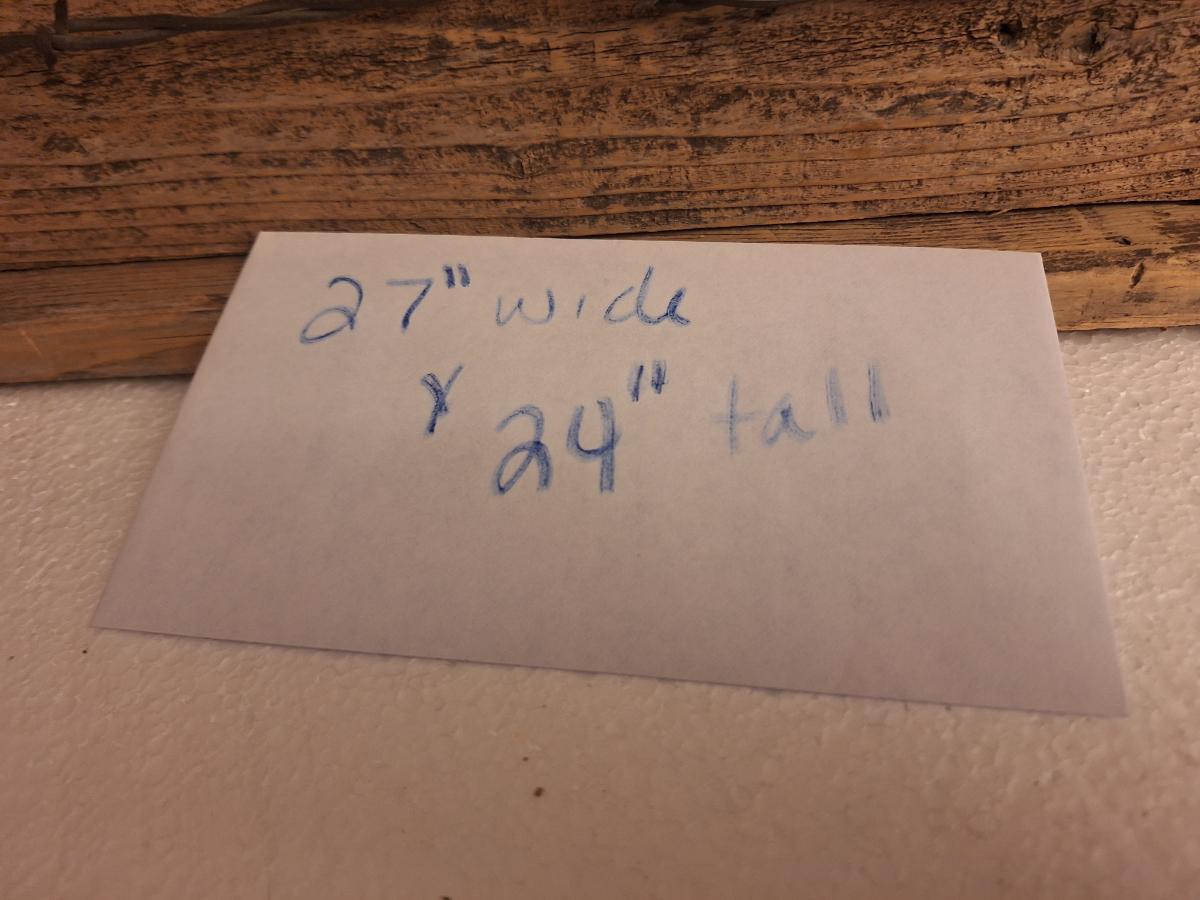 27" wide
x
24" tall